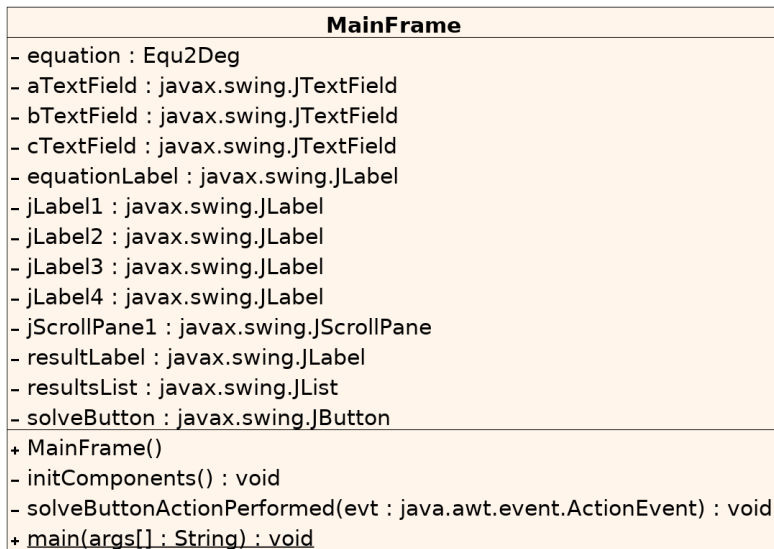 MainFrame
- equation : Equ2Deg
- aTextField : javax.swing.JTextField
- bTextField : javax.swing.JTextField
- cTextField : javax.swing.JTextField
- equationLabel : javax.swing.JLabel
- jLabel1 : javax.swing.JLabel
- jLabel2 : javax.swing.JLabel
- jLabel3 : javax.swing.JLabel
- jLabel4 : javax.swing.JLabel
- jScrollPane1 : javax.swing.JScrollPane
- resultLabel : javax.swing.JLabel
- resultsList : javax.swing.JList
- solveButton : javax.swing.JButton
+ MainFrame()
- initComponents() : void
- solveButtonActionPerformed(evt : java.awt.event.ActionEvent) : void
+ main(args[] : String) : void